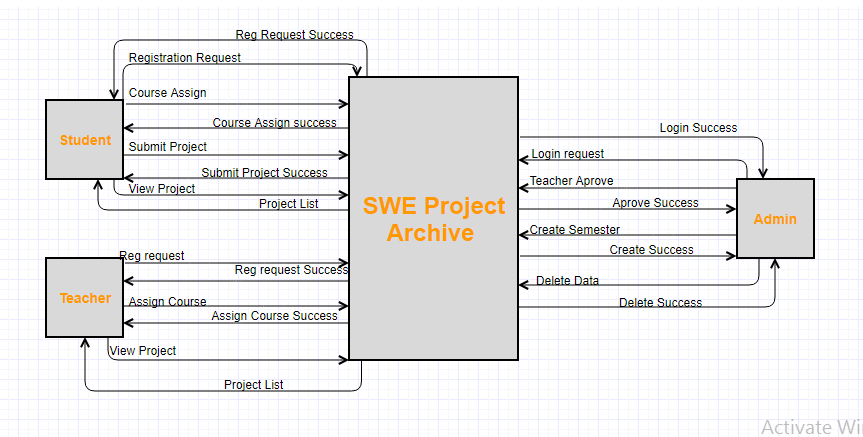 Reg Request Success
Registration Request
Course Assign
Course Assign success
Submit Project
Submit Project Success
View Project
Project List
Student
Reg request
Reg request Success
Assign Course
Assign Course Success
View Project
Project List
Teacher
SWE Project
Archive
Login Success
Login request
Teacher Aprove
Aprove Success
Create Semester
Create Success
Delete Data
Delete Success
Admin
Activate Wi